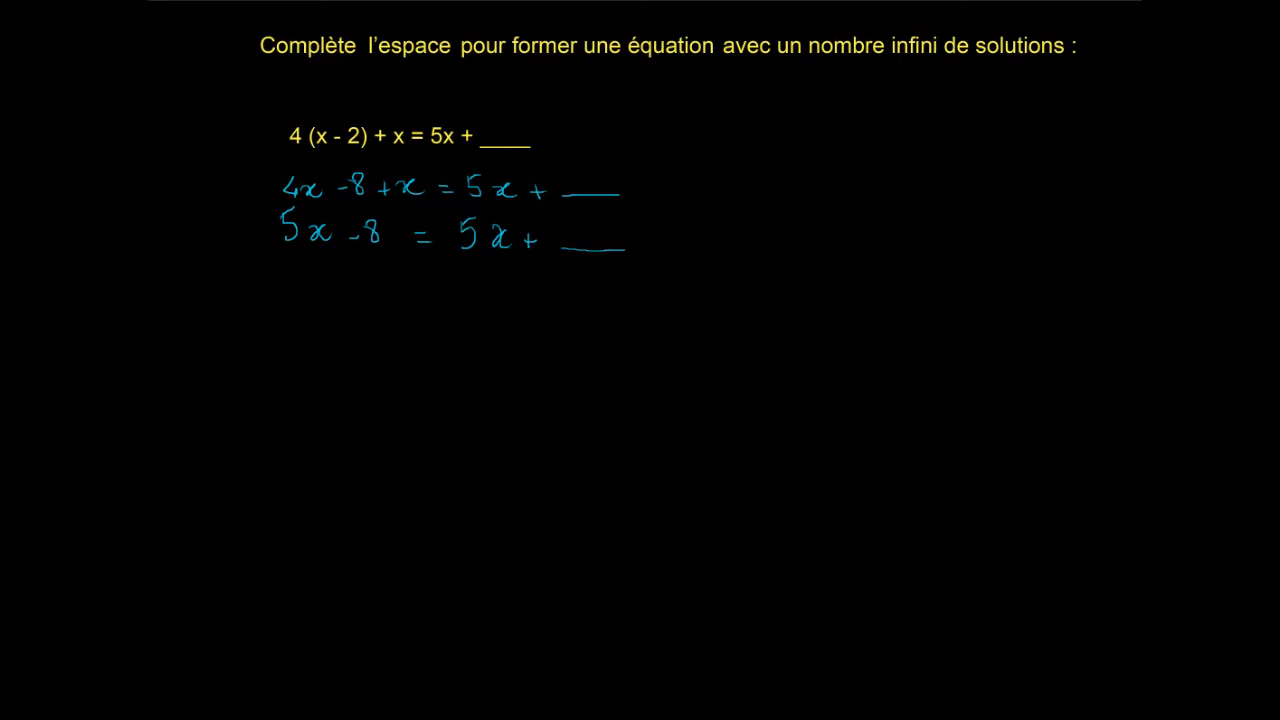 Complète l’espace pour former une équation avec un nombre infini de solutions :
4 (x - 2) + x = 5x + ____
4x - 8 + x = 5x + ____
5x - 8 = 5x + ____